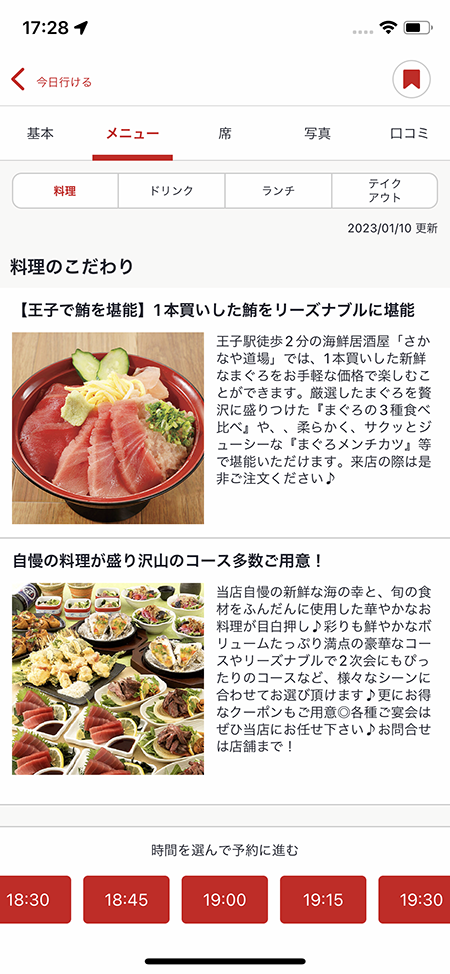 17:28
今日行ける
基本
メニュー
席
写真
口コミ
料理
ドリンク
ランチ
テイク
アウト
2023/01/10 更新
料理のこだわり
【王子で鮪を堪能】1本買いした鮪をリーズナブルに堪能
王子駅徒歩２分の海鮮居酒屋「さか
なや道場」では、1本買いした新鮮
なまぐろをお手軽な価格で楽しむこ
とができます。厳選したまぐろを贅
沢に盛りつけた『まぐろの３種食べ
比べ』や、、柔らかく、サクッとジ
ューシーな『まぐろメンチカツ』等
で堪能いただけます。来店の際は是
非ご注文ください♪
自慢の料理が盛り沢山のコース多数ご用意！
当店自慢の新鮮な海の幸と、旬の食
材をふんだんに使用した華やかなお
料理が目白押し♪彩りも鮮やかなボ
リュームたっぷり満点の豪華なコー
スやリーズナブルで２次会にもぴっ
たりのコースなど、様々なシーンに
合わせてお選び頂けます♪更にお得
なクーポンもご用意◎各種ご宴会は
ぜひ当店にお任せ下さい♪お問合せ
は店舗まで！
時間を選んで予約に進む
18:30
18:45
19:00
19:15
19:30